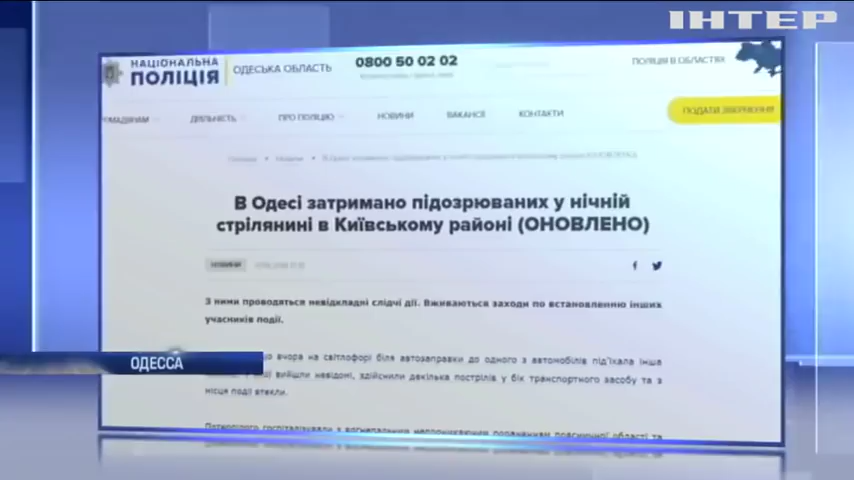 ІНТЕР
НАЦІОНАЛЬНА
ПОЛІЦІЯ
ОДЕСЬКА ОБЛАСТЬ
0800 50 02 02
ПОЛІЦІЯ В ОБЛАСТЯХ
ДІЯЛЬНІСТЬ
ПРО ПОЛІЦІЮ
НОВИНИ
ВАКАНСІЇ
КОНТАКТИ
ПОДАТИ ЗВЕРНЕННЯ
В Одесі затримано підозрюваних у нічній
стрілянині в Київському районі (ОНОВЛЕНО)
НОВИНИ
З ними проводяться невідкладні слідчі дії. Вживаються заходи по встановленню інших
учасників події.
вчора на світлофорі біля автозаправки до одного з автомобілів під'їхала інша
вийшли невідомі, здійснили декілька пострілів у бік транспортного засобу та з
місця події втекли.
ОДЕССА